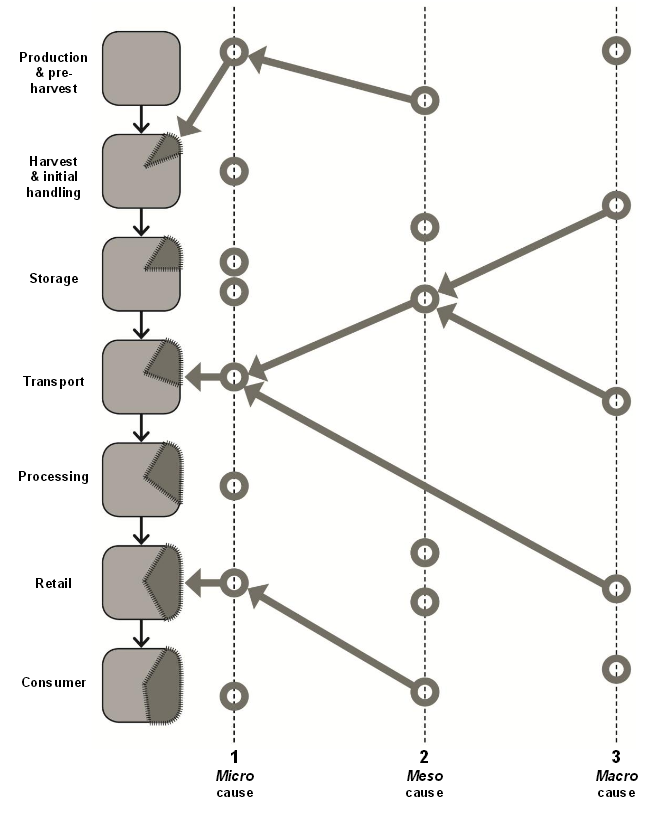 Production
& pre-
harvest
Harvest
& initial
handling
Storage
Transport
Processing
Retail
Consumer
1
Micro
cause
2
Meso
cause
3
Macro
cause